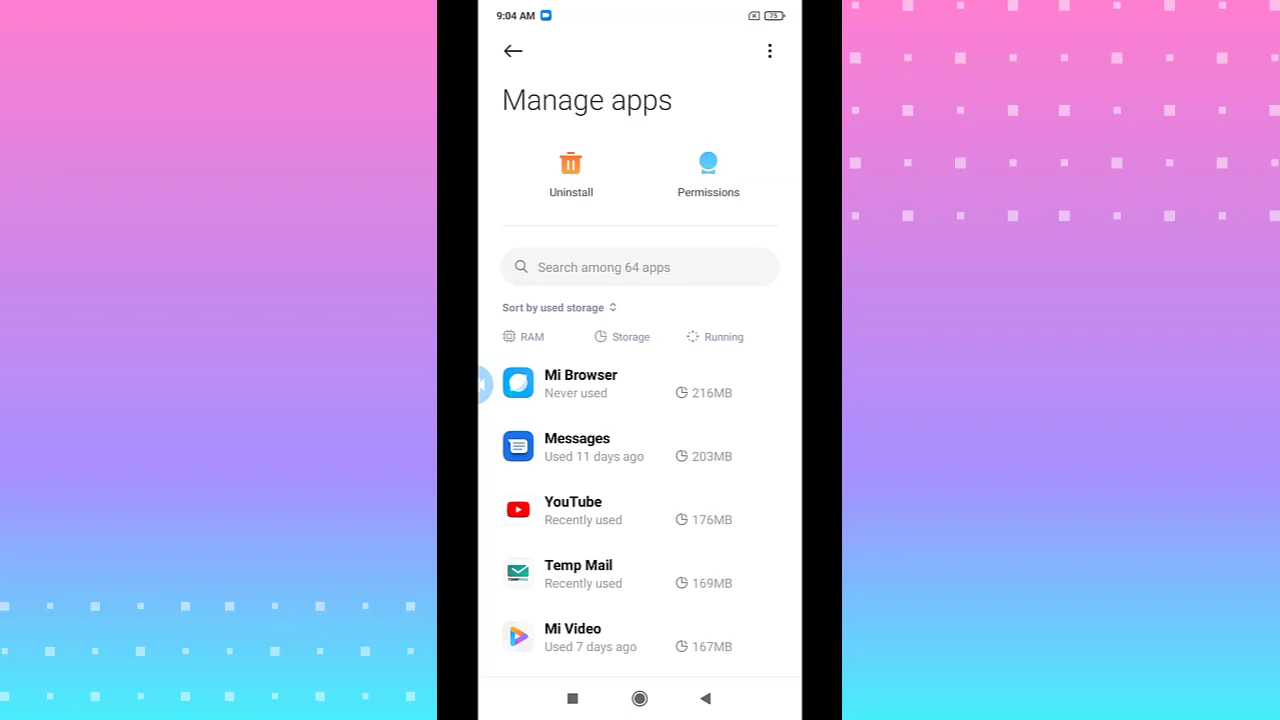 9:04 AM
75
Manage apps
Uninstall
Permissions
Search among 64 apps
Sort by used storage
RAM
Storage
Running
Mi Browser
Never used
216MB
Messages
Used 11 days ago
203MB
YouTube
Recently used
176MB
Temp Mail
Recently used
169MB
Mi Video
Used 7 days ago
167MB